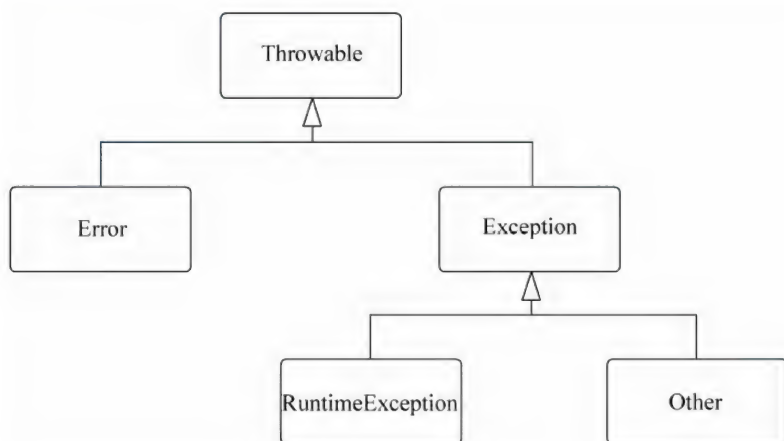 Throwable
Error
Exception
RuntimeException
Other